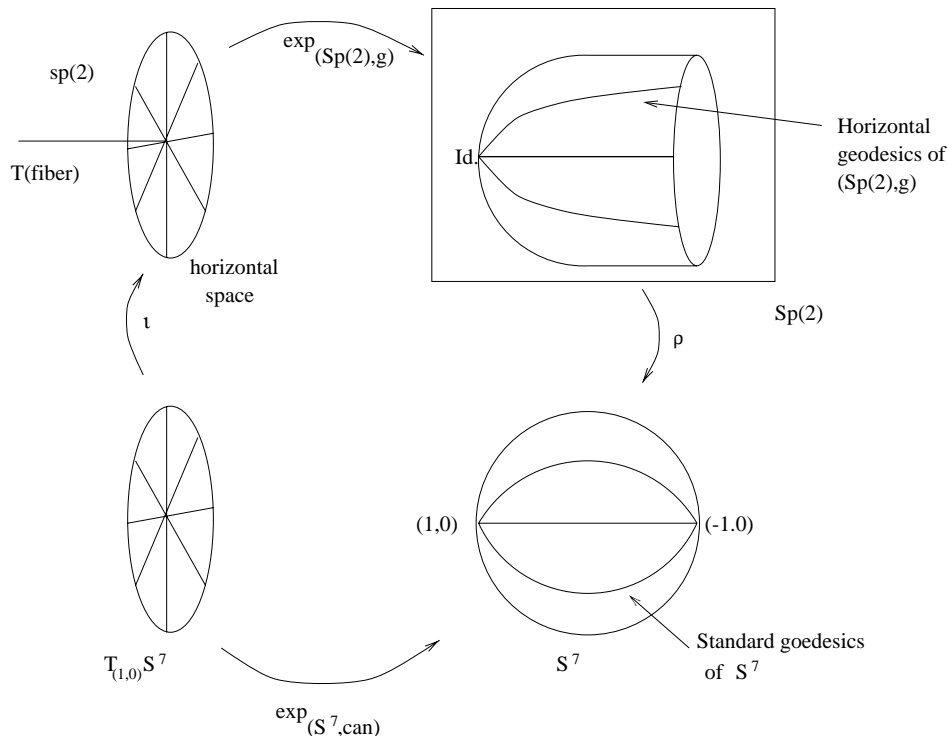 exp(Sp(2),g)
sp(2)
T(fiber)
horizontal
space
Id.
Horizontal
geodesics of
(Sp(2),g)
Sp(2)
ι
ρ
(1,0)
(-1.0)
Standard goedesics
of S⁷
T(1,0)S⁷
S⁷
exp(S⁷,can)